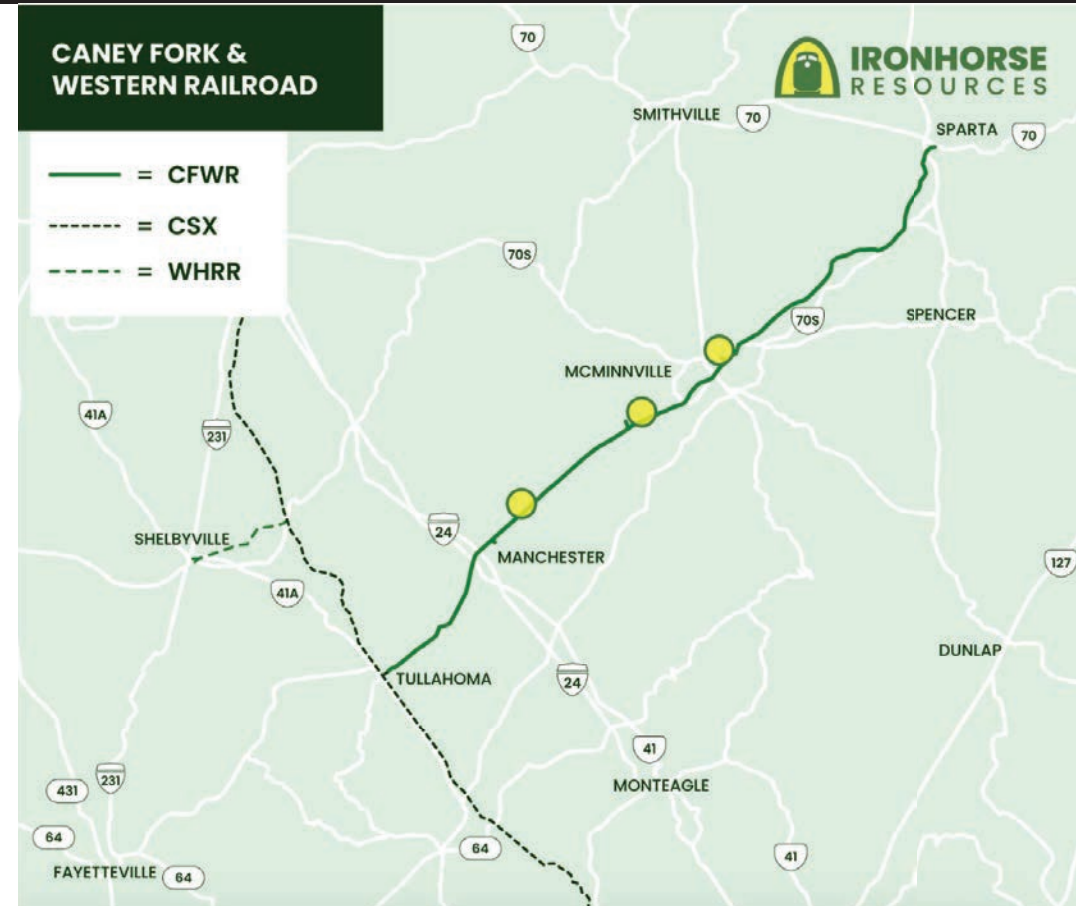 CANEY FORK &
WESTERN RAILROAD
IRONHORSE
RESOURCES
= CFWR
= CSX
= WHRR
70
SMITHVILLE
70
SPARTA
70
70S
SPENCER
70S
MCMINNVILLE
41A
231
24
MANCHESTER
SHELBYVILLE
41A
127
DUNLAP
TULLAHOMA
24
41
MONTEAGLE
431
231
64
64
41
FAYETTEVILLE
64